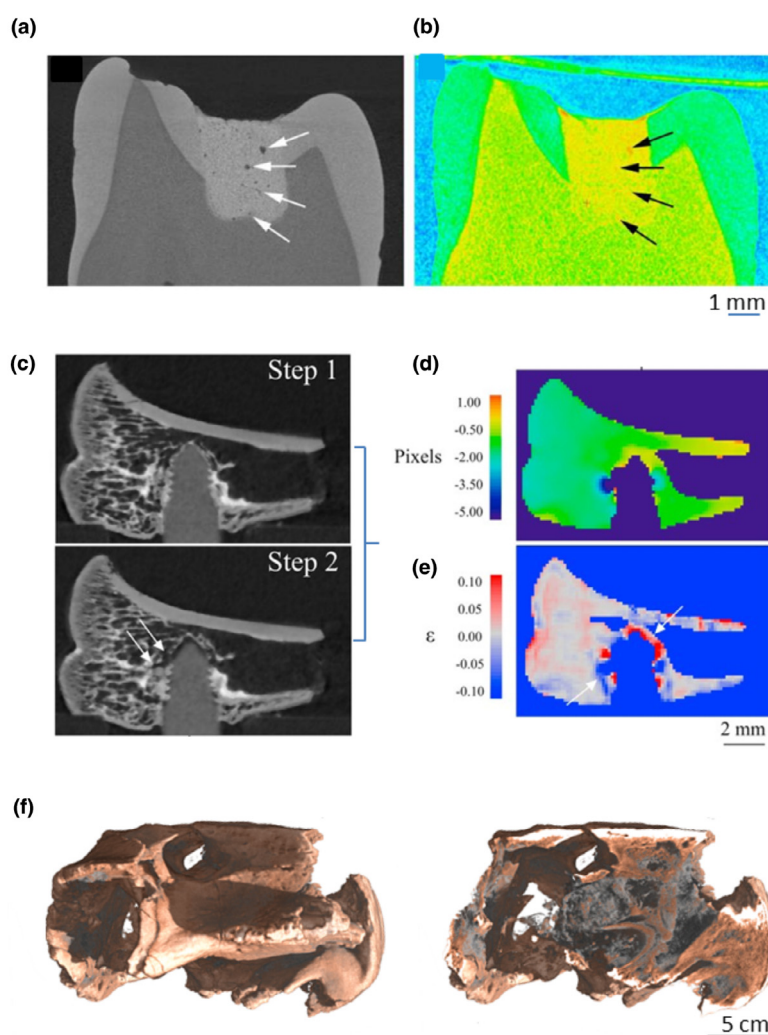 (a)
(b)
1 mm
(c)
Step 1
Step 2
(d)
Pixels
1.00
-0.50
-2.00
-3.50
-5.00
(e)
ε
0.10
0.05
0.00
-0.05
-0.10
2 mm
(f)
5 cm